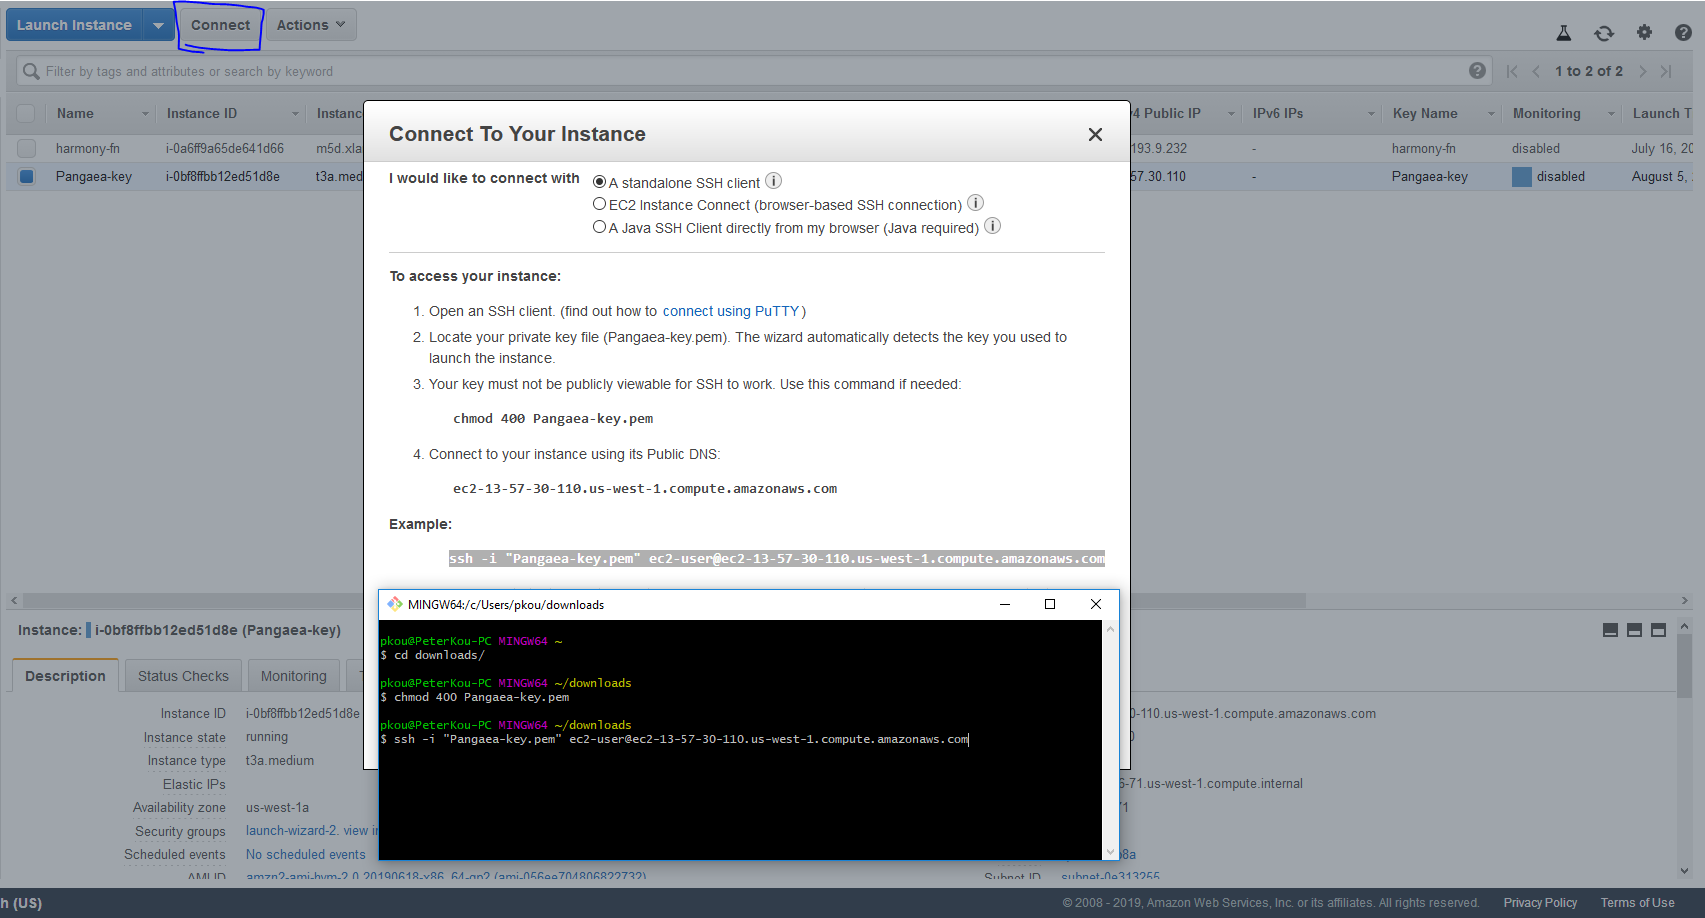 Launch Instance
Connect
Actions
Filter by tags and attributes or search by keyword
1 to 2 of 2
Name
Instance ID
Public IP
IPv6 IPs
Key Name
Monitoring
Launch T
harmony-fn
i-0a6ff9a65de641d66
m5d.xla
193.9.232
-
harmony-fn
disabled
July 16, 20
Pangaea-key
i-0bf8ffbb12ed51d8e
t3a.med
57.30.110
-
Pangaea-key
disabled
August 5,
Connect To Your Instance
I would like to connect with
A standalone SSH client
EC2 Instance Connect (browser-based SSH connection)
A Java SSH Client directly from my browser (Java required)
To access your instance:
1. Open an SSH client. (find out how to connect using PuTTY)
2. Locate your private key file (Pangaea-key.pem). The wizard automatically detects the key you used to
launch the instance.
3. Your key must not be publicly viewable for SSH to work. Use this command if needed:
chmod 400 Pangaea-key.pem
4. Connect to your instance using its Public DNS:
ec2-13-57-30-110.us-west-1.compute.amazonaws.com
Example:
ssh -i "Pangaea-key.pem" ec2-user@ec2-13-57-30-110.us-west-1.compute.amazonaws.com
MINGW64:/c/Users/pkou/downloads
pkou@PeterKou-PC MINGW64 ~
$ cd downloads/
pkou@PeterKou-PC MINGW64 ~/downloads
$ chmod 400 Pangaea-key.pem
pkou@PeterKou-PC MINGW64 ~/downloads
$ ssh -i "Pangaea-key.pem" ec2-user@ec2-13-57-30-110.us-west-1.compute.amazonaws.com
Instance: i-0bf8ffbb12ed51d8e (Pangaea-key)
Description
Status Checks
Monitoring
Instance ID i-0bf8ffbb12ed51d8e
0-110.us-west-1.compute.amazonaws.com
Instance state running
Instance type t3a.medium
Elastic IPs
6-71.us-west-1.compute.internal
Availability zone us-west-1a
Security groups launch-wizard-2. view in
Scheduled events No scheduled events
AMI ID amzn2-ami-hvm-2.0.20190618-x86_64-gp2 (ami-056ee704806822732)
Subnet ID subnet-0e313255
h (US)
© 2008 - 2019, Amazon Web Services, Inc. or its affiliates. All rights reserved.
Privacy Policy
Terms of Use